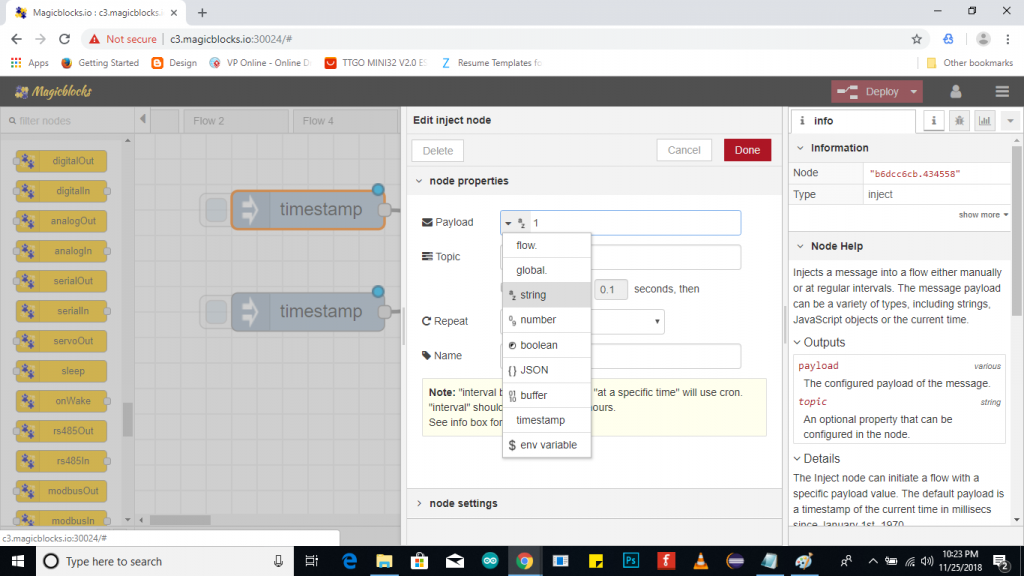 Magicblocks.io : c3.magicblocks.
Not secure
c3.magicblocks.io:30024/#
Apps
Getting Started
Design
VP Online - Online D
TTGO MINI32 V2.0 ES
Resume Templates fo
Other bookmarks
Magicblocks
Deploy
filter nodes
Flow 2
Flow 4
digitalOut
digitalIn
analogOut
analogIn
serialOut
serialIn
servoOut
sleep
onWake
rs485Out
rs485In
modbusOut
modbusIn
timestamp
timestamp
Edit inject node
Delete
Cancel
Done
node properties
Payload
1
Topic
0.1
seconds, then
Repeat
Name
flow.
global.
string
number
boolean
{} JSON
buffer
timestamp
$ env variable
Note: "interval b
"at a specific time" will use cron.
"interval" should
ours.
See info box for
node settings
info
Information
Node
"b6dcc6cb.434558"
Type
inject
show more
Node Help
Injects a message into a flow either manually
or at regular intervals. The message payload
can be a variety of types, including strings,
JavaScript objects or the current time.
Outputs
payload
various
The configured payload of the message.
topic
string
An optional property that can be
configured in the node.
Details
The Inject node can initiate a flow with a
specific payload value. The default payload is
a timestamp of the current time in millisecs
since January 1st, 1970.
c3.magicblocks.io:30024/#
Type here to search
10:23 PM
11/25/2018
2